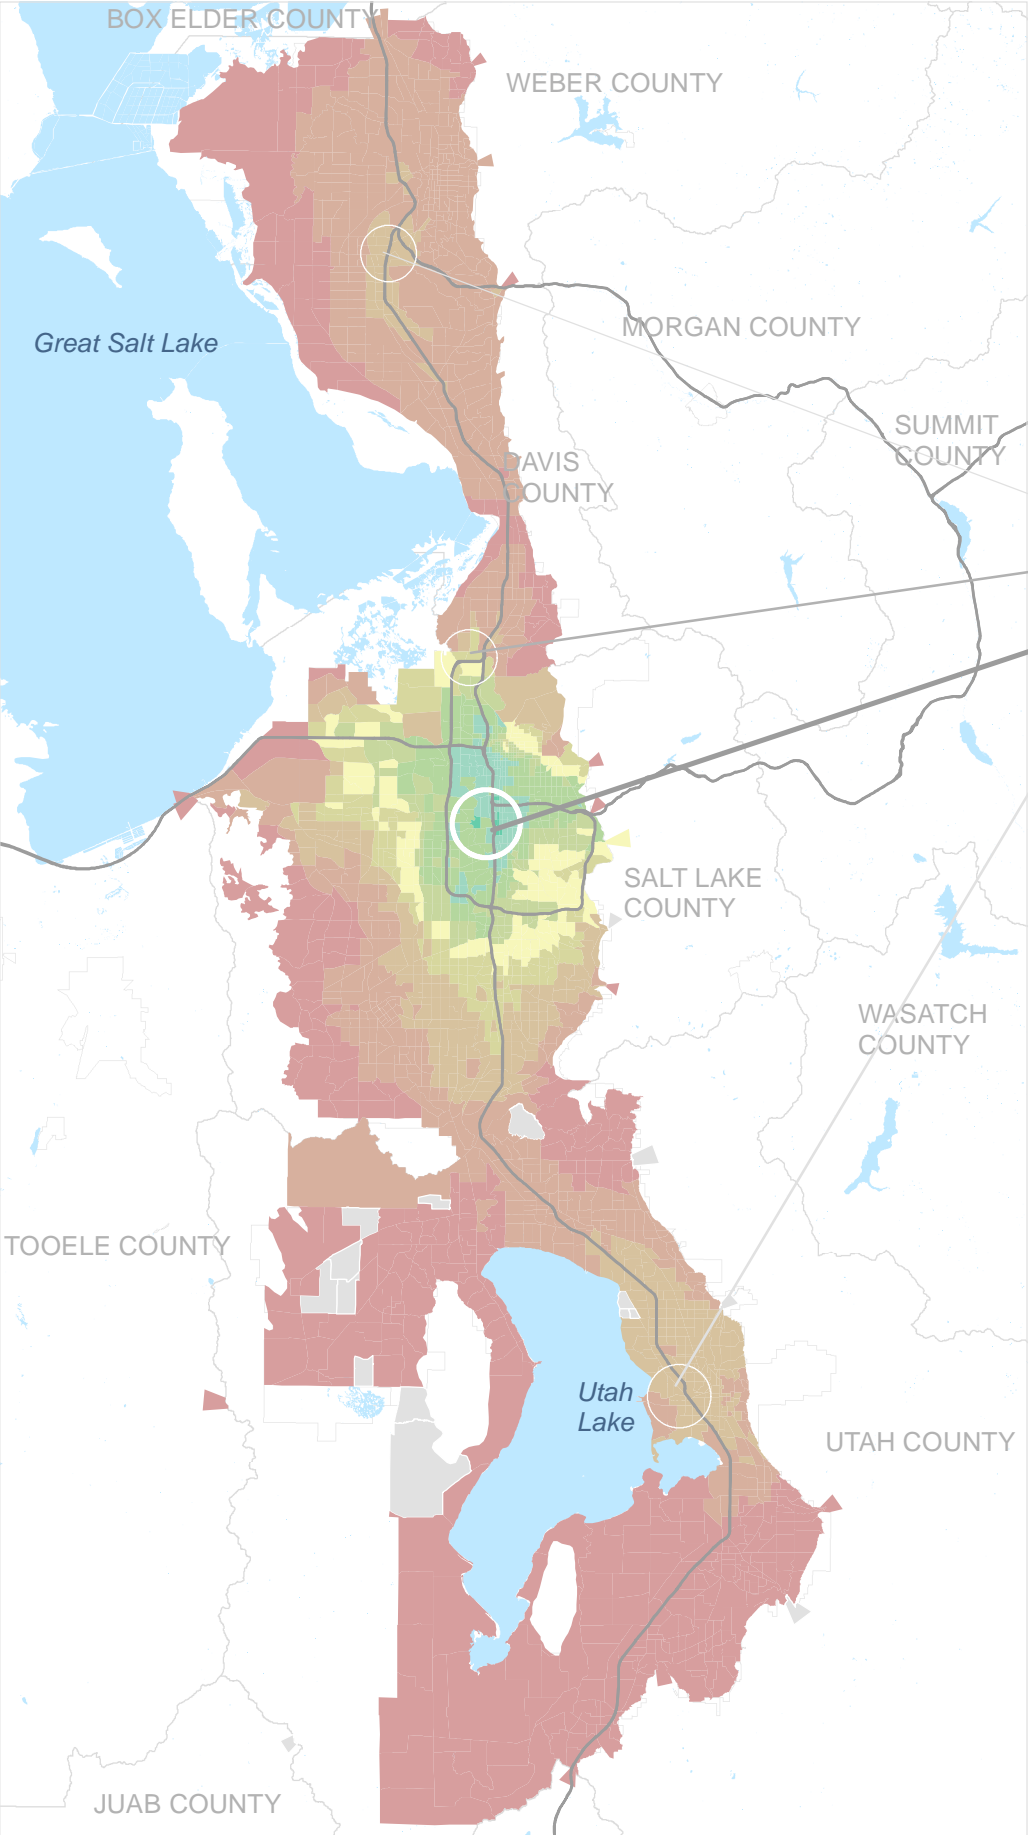 BOX ELDER COUNTY
WEBER COUNTY
MORGAN COUNTY
Great Salt Lake
SUMMIT
COUNTY
DAVIS
COUNTY
SALT LAKE
COUNTY
WASATCH
COUNTY
TOOELE COUNTY
Utah
Lake
UTAH COUNTY
JUAB COUNTY